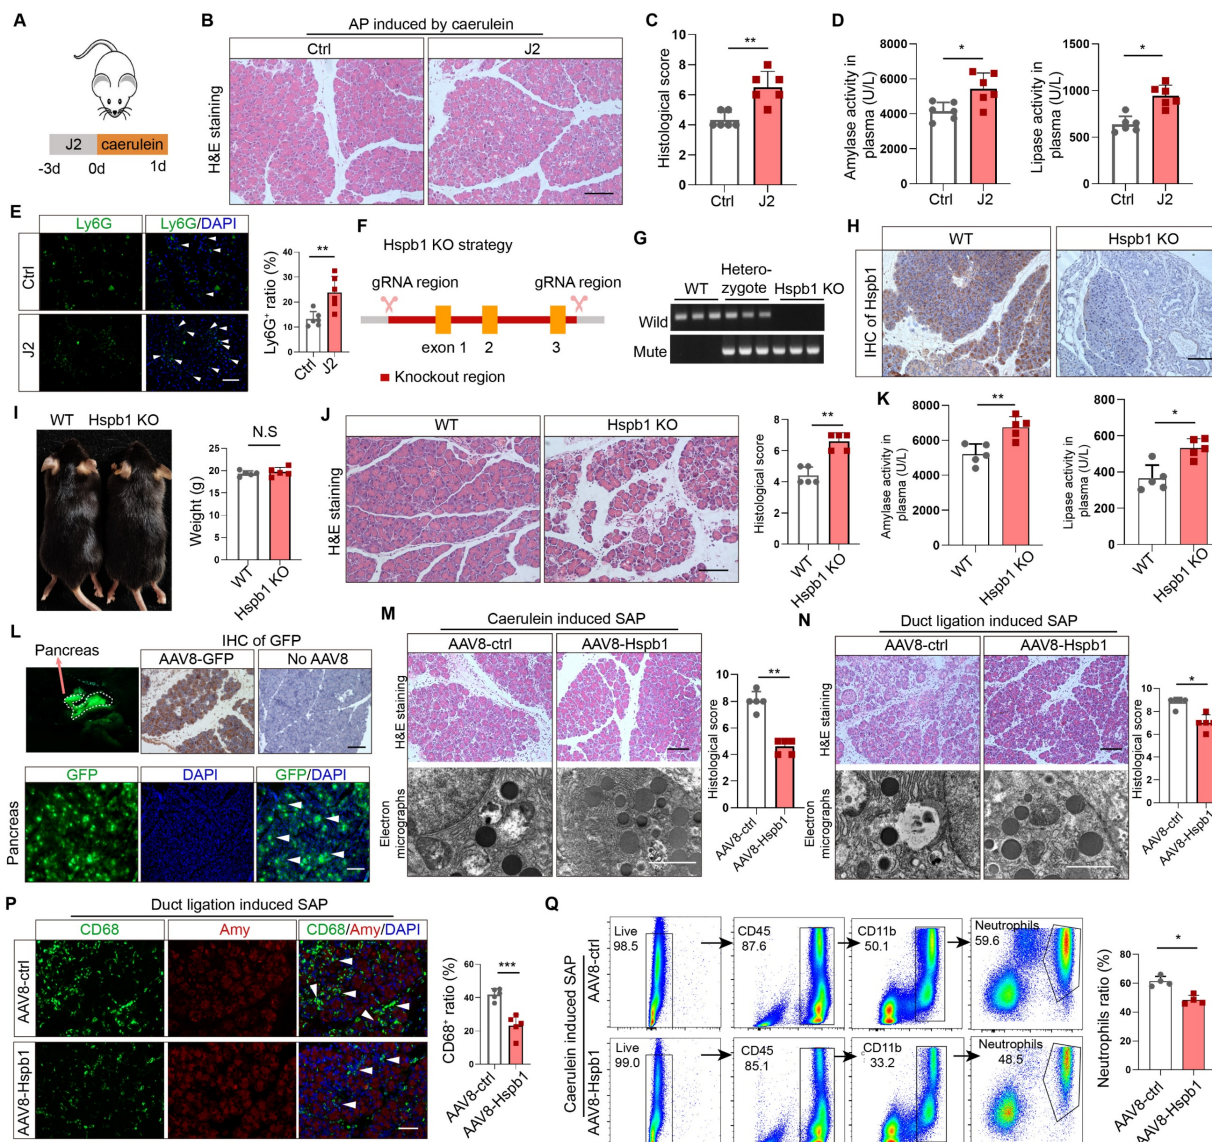 A
J2
caerulein
-3d
0d
1d
B
AP induced by caerulein
Ctrl
J2
H&E staining
C
Histological score
10
8
6
4
2
0
**
Ctrl
J2
D
Amylase activity in
plasma (U/L)
8000
6000
4000
2000
0
*
Ctrl
J2
Lipase activity in
plasma (U/L)
1500
1000
500
0
*
Ctrl
J2
E
Ly6G
Ly6G/DAPI
Ctrl
J2
Ly6G⁺ ratio (%)
40
30
20
10
0
**
Ctrl
J2
F
Hspb1 KO strategy
gRNA region
gRNA region
exon 1
2
3
Knockout region
G
WT
Hetero-
zygote
Hspb1 KO
Wild
Mute
H
WT
Hspb1 KO
IHC of Hspb1
I
WT
Hspb1 KO
Weight (g)
25
20
15
10
5
0
N.S
WT
Hspb1 KO
J
WT
Hspb1 KO
H&E staining
Histological score
8
6
4
2
0
**
WT
Hspb1 KO
K
Amylase activity in
plasma (U/L)
8000
6000
4000
2000
0
**
WT
Hspb1 KO
Lipase activity in
plasma (U/L)
800
600
400
200
0
*
WT
Hspb1 KO
L
Pancreas
IHC of GFP
AAV8-GFP
No AAV8
GFP
DAPI
GFP/DAPI
Pancreas
M
Caerulein induced SAP
AAV8-ctrl
AAV8-Hspb1
H&E staining
Electron
micrographs
Histological score
10
8
6
4
2
0
**
AAV8-ctrl
AAV8-Hspb1
N
Duct ligation induced SAP
AAV8-ctrl
AAV8-Hspb1
H&E staining
Electron
micrographs
Histological score
10
8
6
4
2
0
*
AAV8-ctrl
AAV8-Hspb1
P
Duct ligation induced SAP
CD68
Amy
CD68/Amy/DAPI
AAV8-ctrl
AAV8-Hspb1
CD68⁺ ratio (%)
60
40
20
0
***
AAV8-ctrl
AAV8-Hspb1
Q
Caerulein induced SAP
AAV8-ctrl
AAV8-Hspb1
Live
98.5
CD45
87.6
CD11b
50.1
Neutrophils
59.6
Live
99.0
CD45
85.1
CD11b
33.2
Neutrophils
48.5
Neutrophils ratio (%)
80
60
40
20
0
*
AAV8-ctrl
AAV8-Hspb1